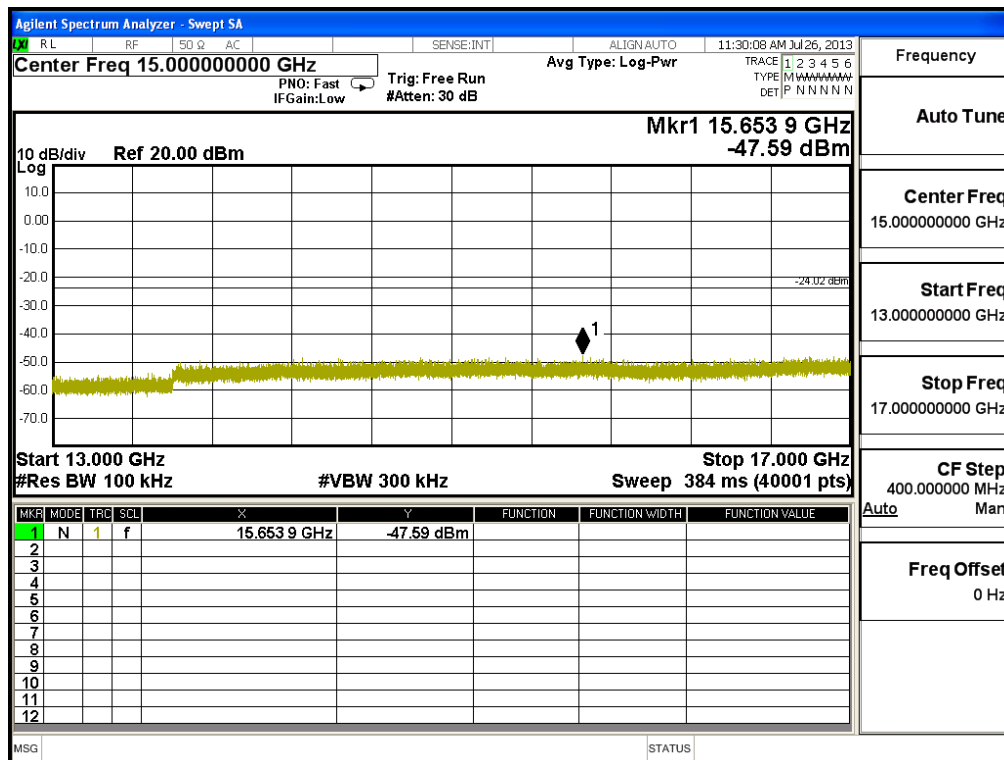 Agilent Spectrum Analyzer - Swept SA
LXI RL RF 50 Ω AC SENSE:INT ALIGN AUTO 11:30:08 AM Jul 26, 2013
Center Freq 15.000000000 GHz
PNO: Fast
IFGain:Low
Trig: Free Run
#Atten: 30 dB
Avg Type: Log-Pwr
TRACE 1 2 3 4 5 6
TYPE M WWWWW
DET P N N N N N
Mkr1 15.653 9 GHz
-47.59 dBm
10 dB/div Ref 20.00 dBm
Log
10.0
0.00
-10.0
-20.0
-24.02 dBm
-30.0
-40.0
1
-50.0
-60.0
-70.0
Start 13.000 GHz Stop 17.000 GHz
#Res BW 100 kHz #VBW 300 kHz Sweep 384 ms (40001 pts)
MKR MODE TRC SCL X Y FUNCTION FUNCTION WIDTH FUNCTION VALUE
1 N 1 f 15.653 9 GHz -47.59 dBm
2
3
4
5
6
7
8
9
10
11
12
MSG STATUS
Frequency
Auto Tune
Center Freq
15.000000000 GHz
Start Freq
13.000000000 GHz
Stop Freq
17.000000000 GHz
CF Step
400.000000 MHz
Auto Man
Freq Offset
0 Hz